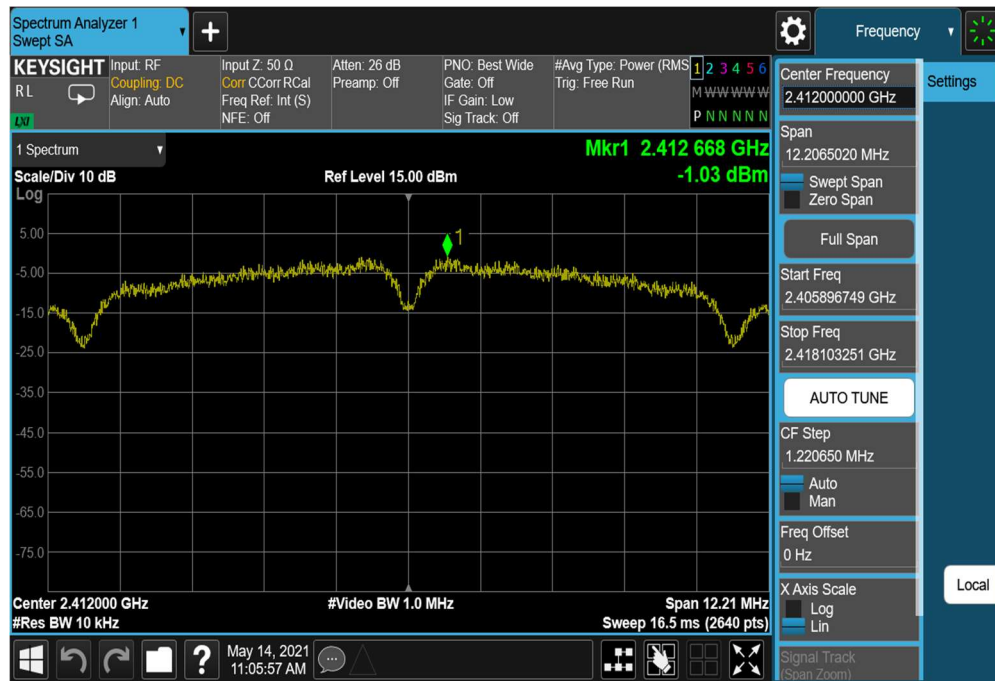 Spectrum Analyzer 1
Swept SA
+
Frequency
KEYSIGHT
R L
LXI
Input: RF
Coupling: DC
Align: Auto
Input Z: 50 Ω
Corr CCorr RCal
Freq Ref: Int (S)
NFE: Off
Atten: 26 dB
Preamp: Off
PNO: Best Wide
Gate: Off
IF Gain: Low
Sig Track: Off
#Avg Type: Power (RMS
Trig: Free Run
1 2 3 4 5 6
M W W W W W
P N N N N N
1 Spectrum
Scale/Div 10 dB
Log
Ref Level 15.00 dBm
Mkr1 2.412 668 GHz
-1.03 dBm
1
5.00
-5.00
-15.0
-25.0
-35.0
-45.0
-55.0
-65.0
-75.0
Center 2.412000 GHz
#Res BW 10 kHz
#Video BW 1.0 MHz
Span 12.21 MHz
Sweep 16.5 ms (2640 pts)
?
May 14, 2021
11:05:57 AM
Center Frequency
2.412000000 GHz
Span
12.2065020 MHz
Swept Span
Zero Span
Full Span
Start Freq
2.405896749 GHz
Stop Freq
2.418103251 GHz
AUTO TUNE
CF Step
1.220650 MHz
Auto
Man
Freq Offset
0 Hz
X Axis Scale
Log
Lin
Signal Track
(Span Zoom)
Settings
Local